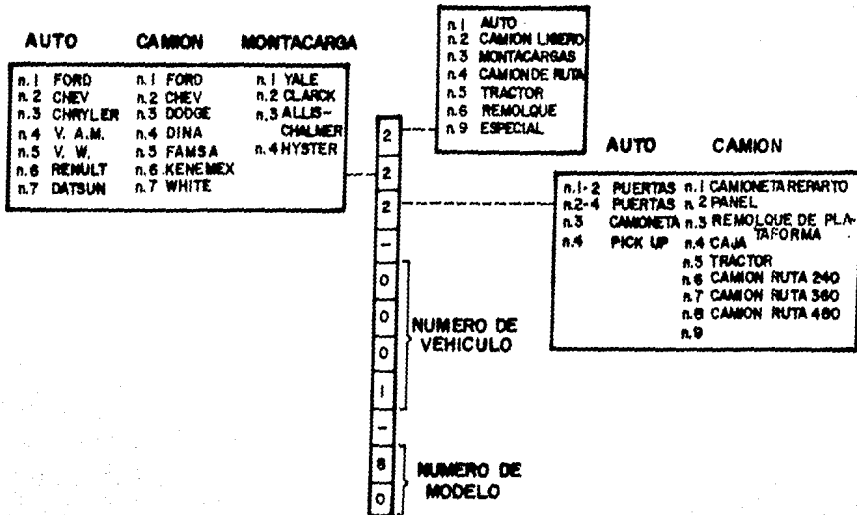 n.1 AUTO
n.2 CAMION LIGERO
n.3 MONTACARGAS
n.4 CAMION DE RUTA
n.5 TRACTOR
n.6 REMOLQUE
n.9 ESPECIAL
AUTO CAMION MONTACARGA
n.1 FORD n.1 FORD n.1 YALE
n.2 CHEV n.2 CHEV n.2 CLARCK
n.3 CHRYLER n.3 DODGE n.3 ALLIS-
n.4 V. A.M. n.4 DINA CHALMER
n.5 V. W. n.5 FAMSA n.4 HYSTER
n.6 RENULT n.6 KENEMEX
n.7 DATSUN n.7 WHITE
2
2
2
-
0
0
0
1
-
8
0
AUTO CAMION
n.1-2 PUERTAS n.1 CAMIONETA REPARTO
n.2-4 PUERTAS n.2 PANEL
n.3 CAMIONETA n.3 REMOLQUE DE PLA-
TAFORMA
n.4 PICK UP n.4 CAJA
n.5 TRACTOR
n.6 CAMION RUTA 240
n.7 CAMION RUTA 360
n.8 CAMION RUTA 480
n.9
NUMERO DE
VEHICULO
NUMERO DE
MODELO